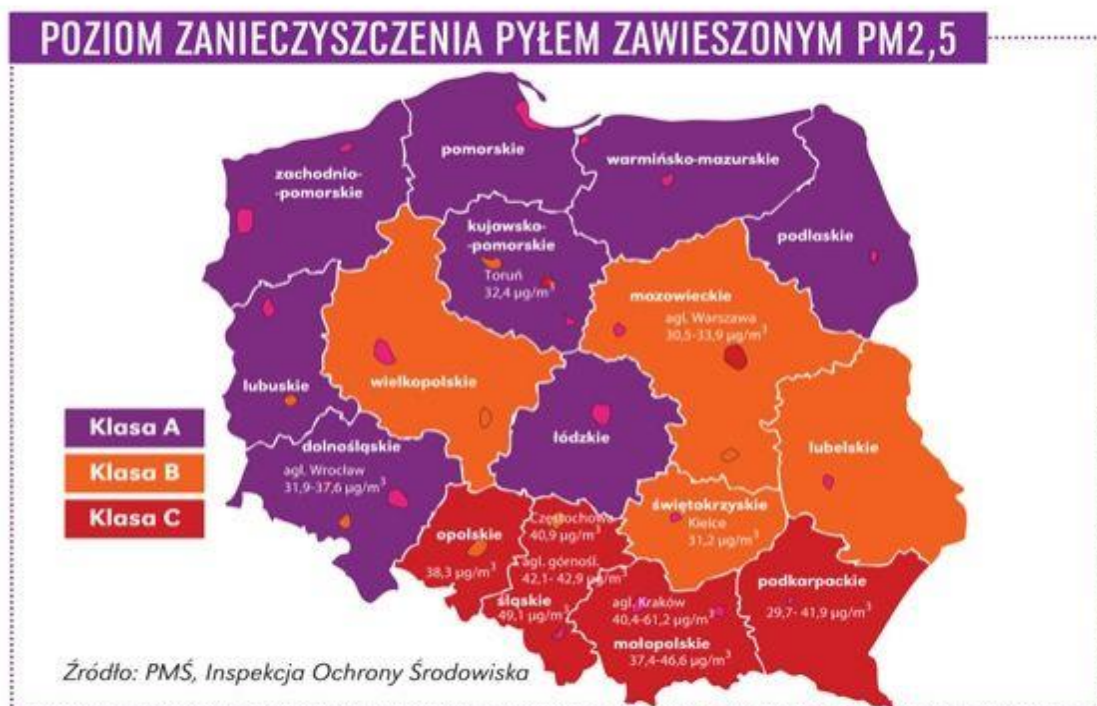 POZIOM ZANIECZYSZCZENIA PYŁEM ZAWIESZONYM PM2,5
pomorskie
warmińsko-mazurskie
zachodnio-
-pomorskie
kujawsko-
-pomorskie
Toruń
32,4 µg/m³
podlaskie
mazowieckie
agl. Warszawa
30,5-33,9 µg/m³
lubuskie
wielkopolskie
łódzkie
lubelskie
Klasa A
Klasa B
Klasa C
dolnośląskie
agl. Wrocław
31,9-37,6 µg/m³
opolskie
38,3 µg/m³
Częstochowa
40,9 µg/m³
agl. górnośl.
42,1- 42,9 µg/m³
śląskie
49,1 µg/m³
świętokrzyskie
Kielce
31,2 µg/m³
agl. Kraków
40,4-61,2 µg/m³
małopolskie
37,4-46,6 µg/m³
podkarpackie
29,7- 41,9 µg/m³
Źródło: PMŚ, Inspekcja Ochrony Środowiska